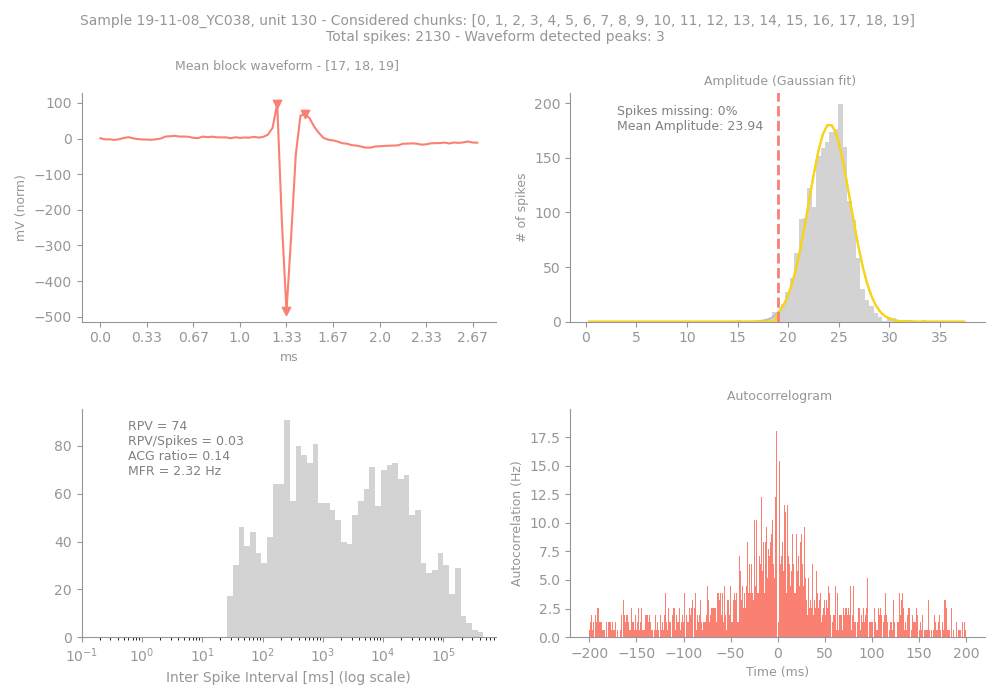 Sample 19-11-08_YC038, unit 130 - Considered chunks: [0, 1, 2, 3, 4, 5, 6, 7, 8, 9, 10, 11, 12, 13, 14, 15, 16, 17, 18, 19]
Total spikes: 2130 - Waveform detected peaks: 3
Mean block waveform - [17, 18, 19]
mV (norm)
100
0
−100
−200
−300
−400
−500
0.0 0.33 0.67 1.0 1.33 1.67 2.0 2.33 2.67
ms
Amplitude (Gaussian fit)
Spikes missing: 0%
Mean Amplitude: 23.94
# of spikes
200
150
100
50
0
0 5 10 15 20 25 30 35
RPV = 74
RPV/Spikes = 0.03
ACG ratio= 0.14
MFR = 2.32 Hz
80
60
40
20
0
10⁻¹ 10⁰ 10¹ 10² 10³ 10⁴ 10⁵
Inter Spike Interval [ms] (log scale)
Autocorrelogram
Autocorrelation (Hz)
17.5
15.0
12.5
10.0
7.5
5.0
2.5
0.0
−200 −150 −100 −50 0 50 100 150 200
Time (ms)